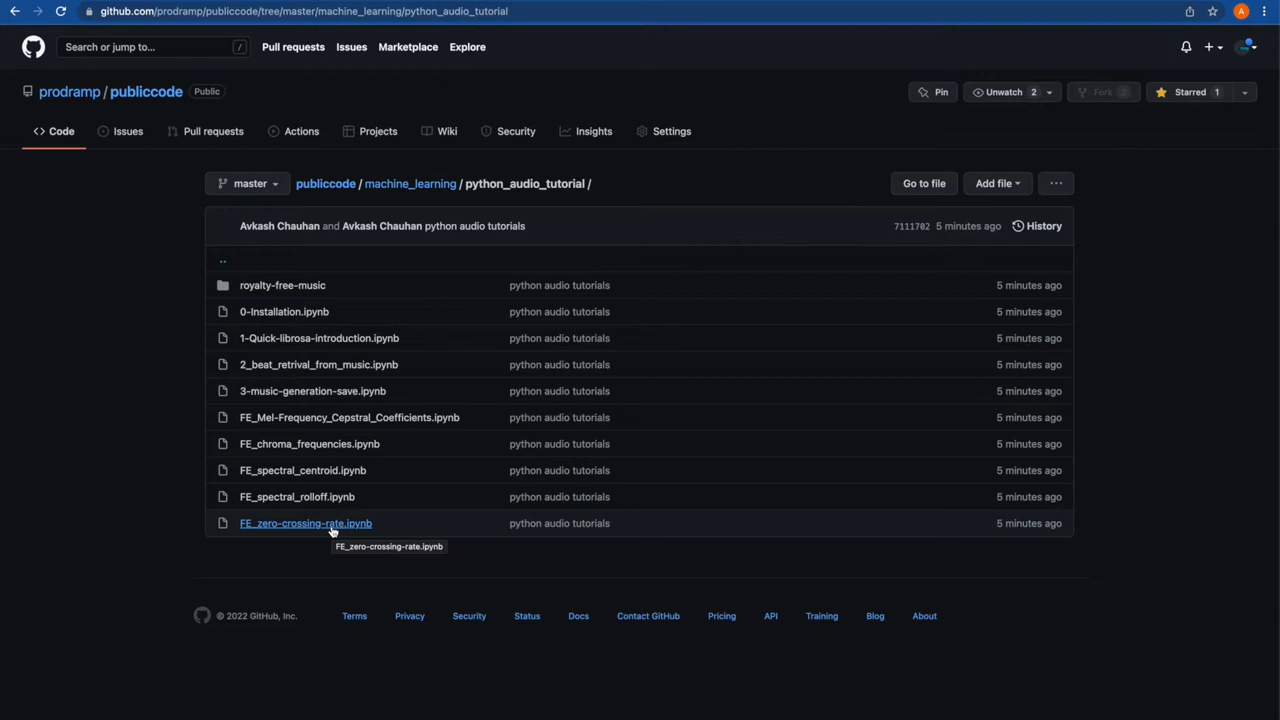 github.com/prodramp/publiccode/tree/master/machine_learning/python_audio_tutorial
A
Search or jump to... /
Pull requests Issues Marketplace Explore
prodramp / publiccode Public
Pin Unwatch 2 Fork 0 Starred 1
Code Issues Pull requests Actions Projects Wiki Security Insights Settings
master publiccode / machine_learning / python_audio_tutorial / Go to file Add file ...
Avkash Chauhan and Avkash Chauhan python audio tutorials 7111702 5 minutes ago History
..
royalty-free-music python audio tutorials 5 minutes ago
0-Installation.ipynb python audio tutorials 5 minutes ago
1-Quick-librosa-introduction.ipynb python audio tutorials 5 minutes ago
2_beat_retrival_from_music.ipynb python audio tutorials 5 minutes ago
3-music-generation-save.ipynb python audio tutorials 5 minutes ago
FE_Mel-Frequency_Cepstral_Coefficients.ipynb python audio tutorials 5 minutes ago
FE_chroma_frequencies.ipynb python audio tutorials 5 minutes ago
FE_spectral_centroid.ipynb python audio tutorials 5 minutes ago
FE_spectral_rolloff.ipynb python audio tutorials 5 minutes ago
FE_zero-crossing-rate.ipynb python audio tutorials 5 minutes ago
FE_zero-crossing-rate.ipynb
© 2022 GitHub, Inc. Terms Privacy Security Status Docs Contact GitHub Pricing API Training Blog About